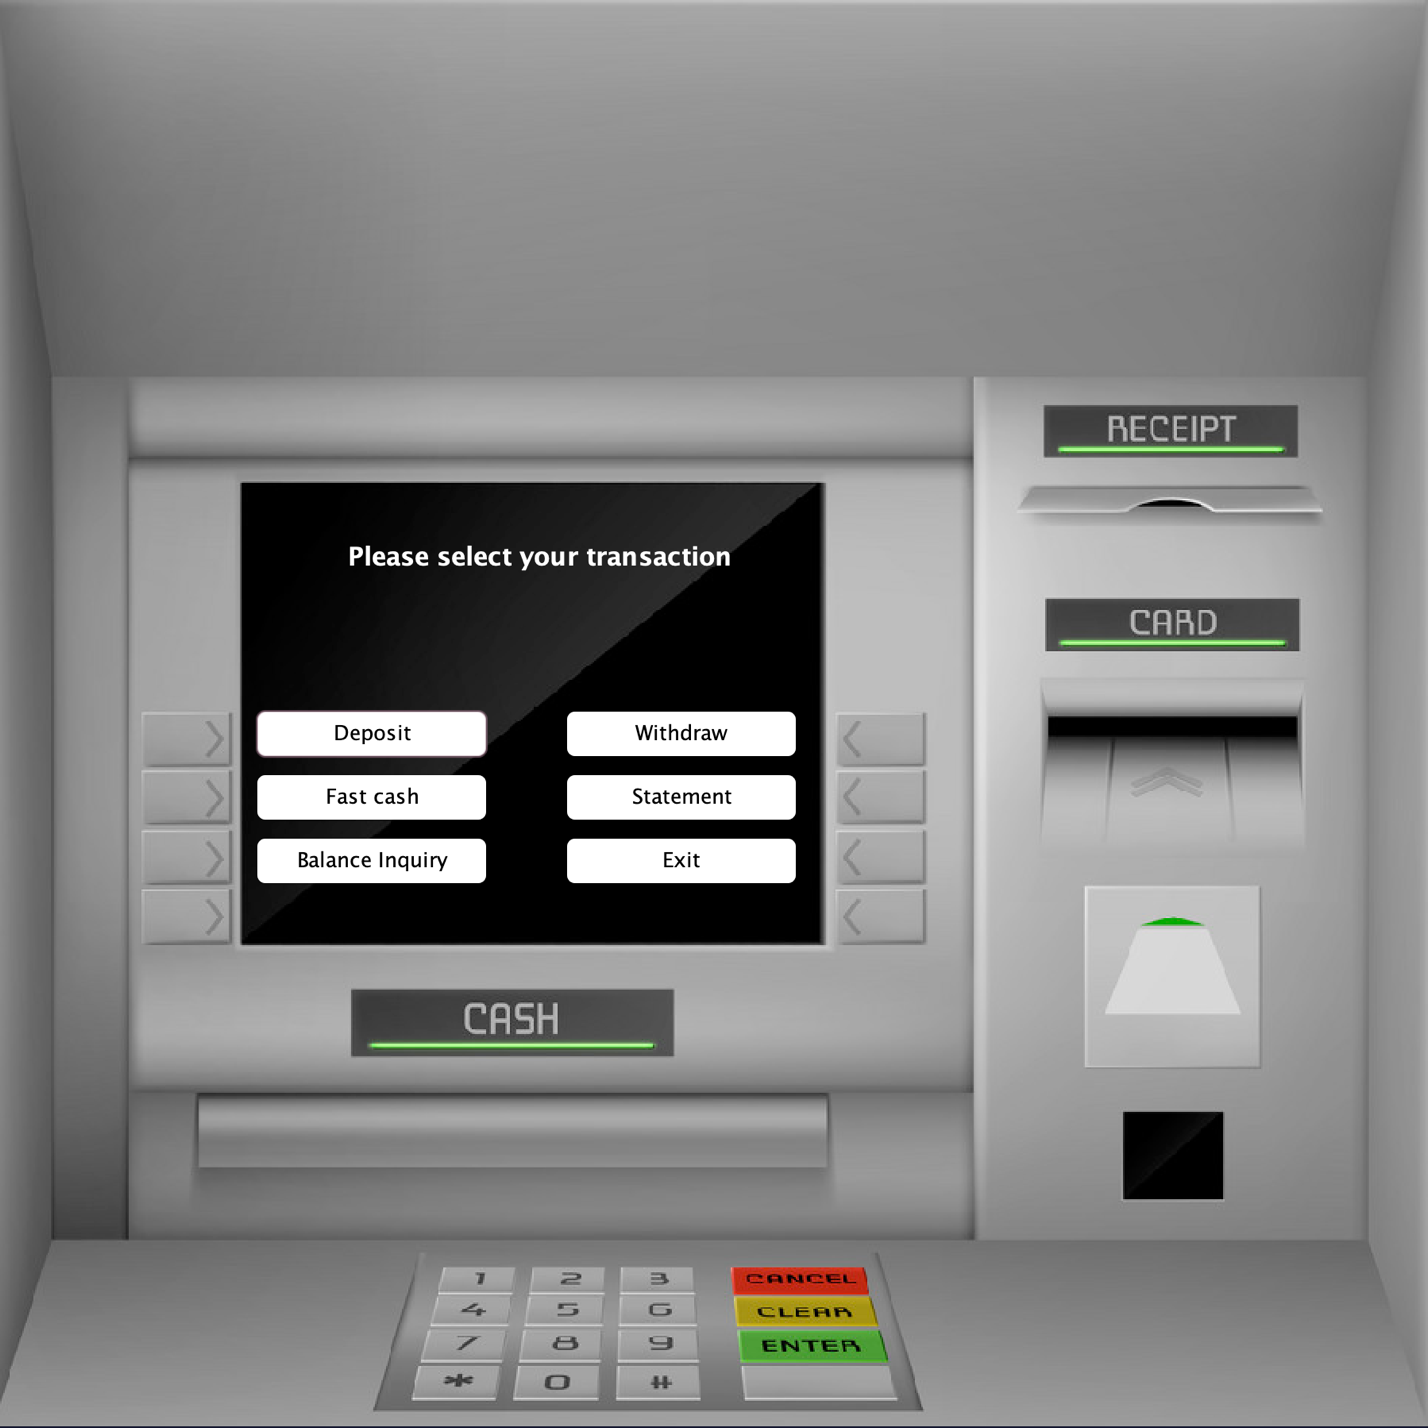 RECEIPT
Please select your transaction
CARD
Deposit
Withdraw
Fast cash
Statement
Balance Inquiry
Exit
CASH
1 2 3 CANCEL
4 5 6 CLEAR
7 8 9 ENTER
* 0 #